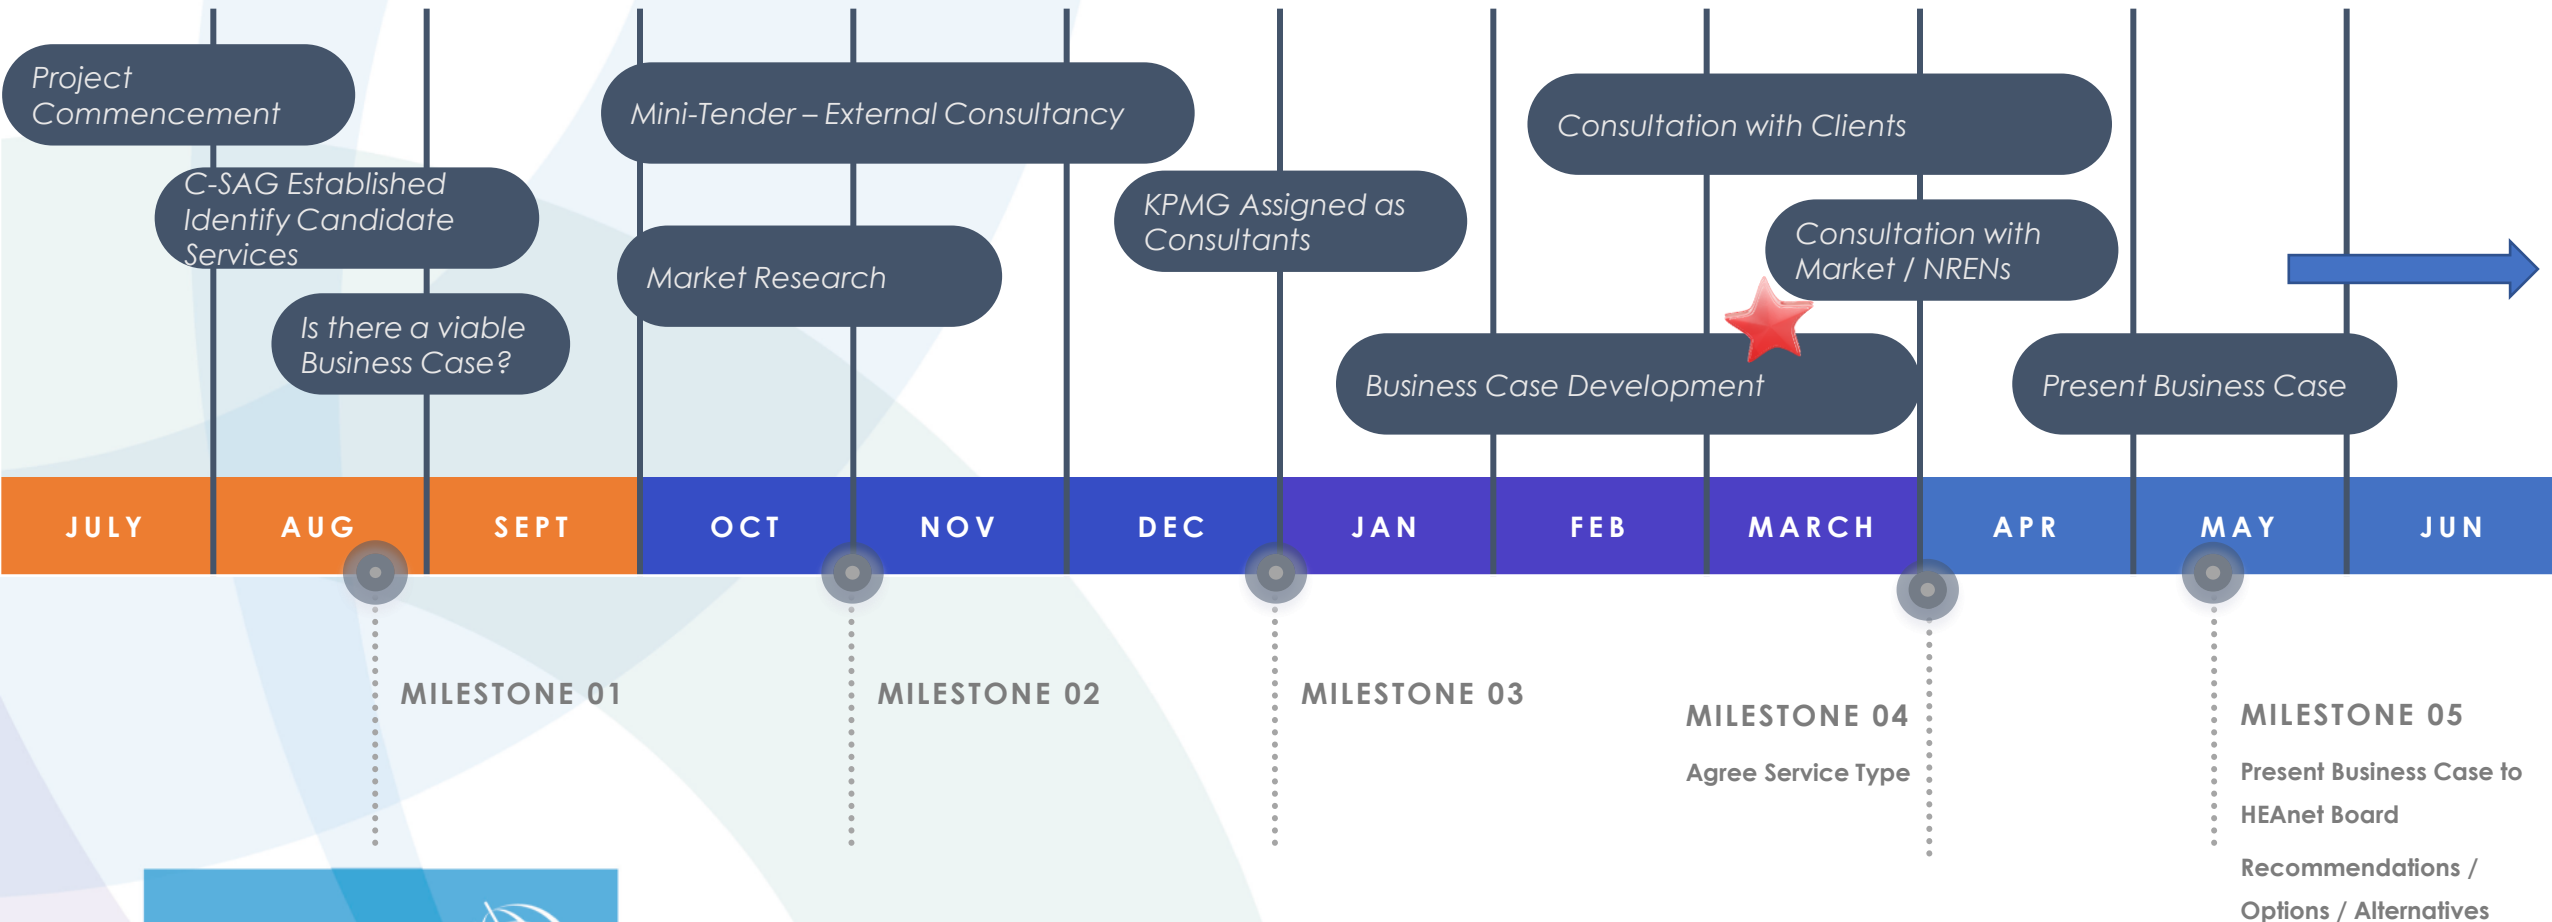 Project
Commencement
C-SAG Established
Identify Candidate
Services
Is there a viable
Business Case?
Mini-Tender – External Consultancy
Market Research
KPMG Assigned as
Consultants
Consultation with Clients
Consultation with
Market / NRENs
Business Case Development
Present Business Case
JULY
AUG
SEPT
OCT
NOV
DEC
JAN
FEB
MARCH
APR
MAY
JUN
MILESTONE 01
MILESTONE 02
MILESTONE 03
MILESTONE 04
Agree Service Type
MILESTONE 05
Present Business Case to
HEAnet Board
Recommendations /
Options / Alternatives